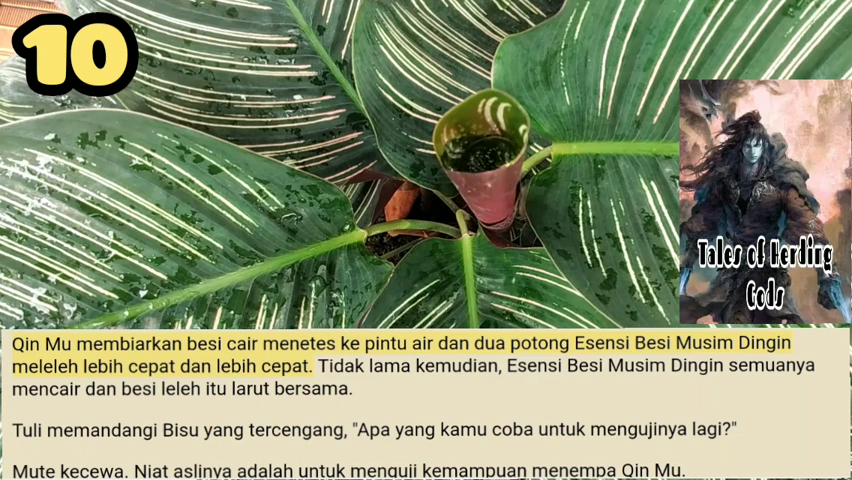 10
Tales of Herding
Gods
Qin Mu membiarkan besi cair menetes ke pintu air dan dua potong Esensi Besi Musim Dingin
meleleh lebih cepat dan lebih cepat. Tidak lama kemudian, Esensi Besi Musim Dingin semuanya
mencair dan besi leleh itu larut bersama.
Tuli memandangi Bisu yang tercengang, "Apa yang kamu coba untuk mengujinya lagi?"
Mute kecewa. Niat aslinya adalah untuk menguji kemampuan menempa Qin Mu.